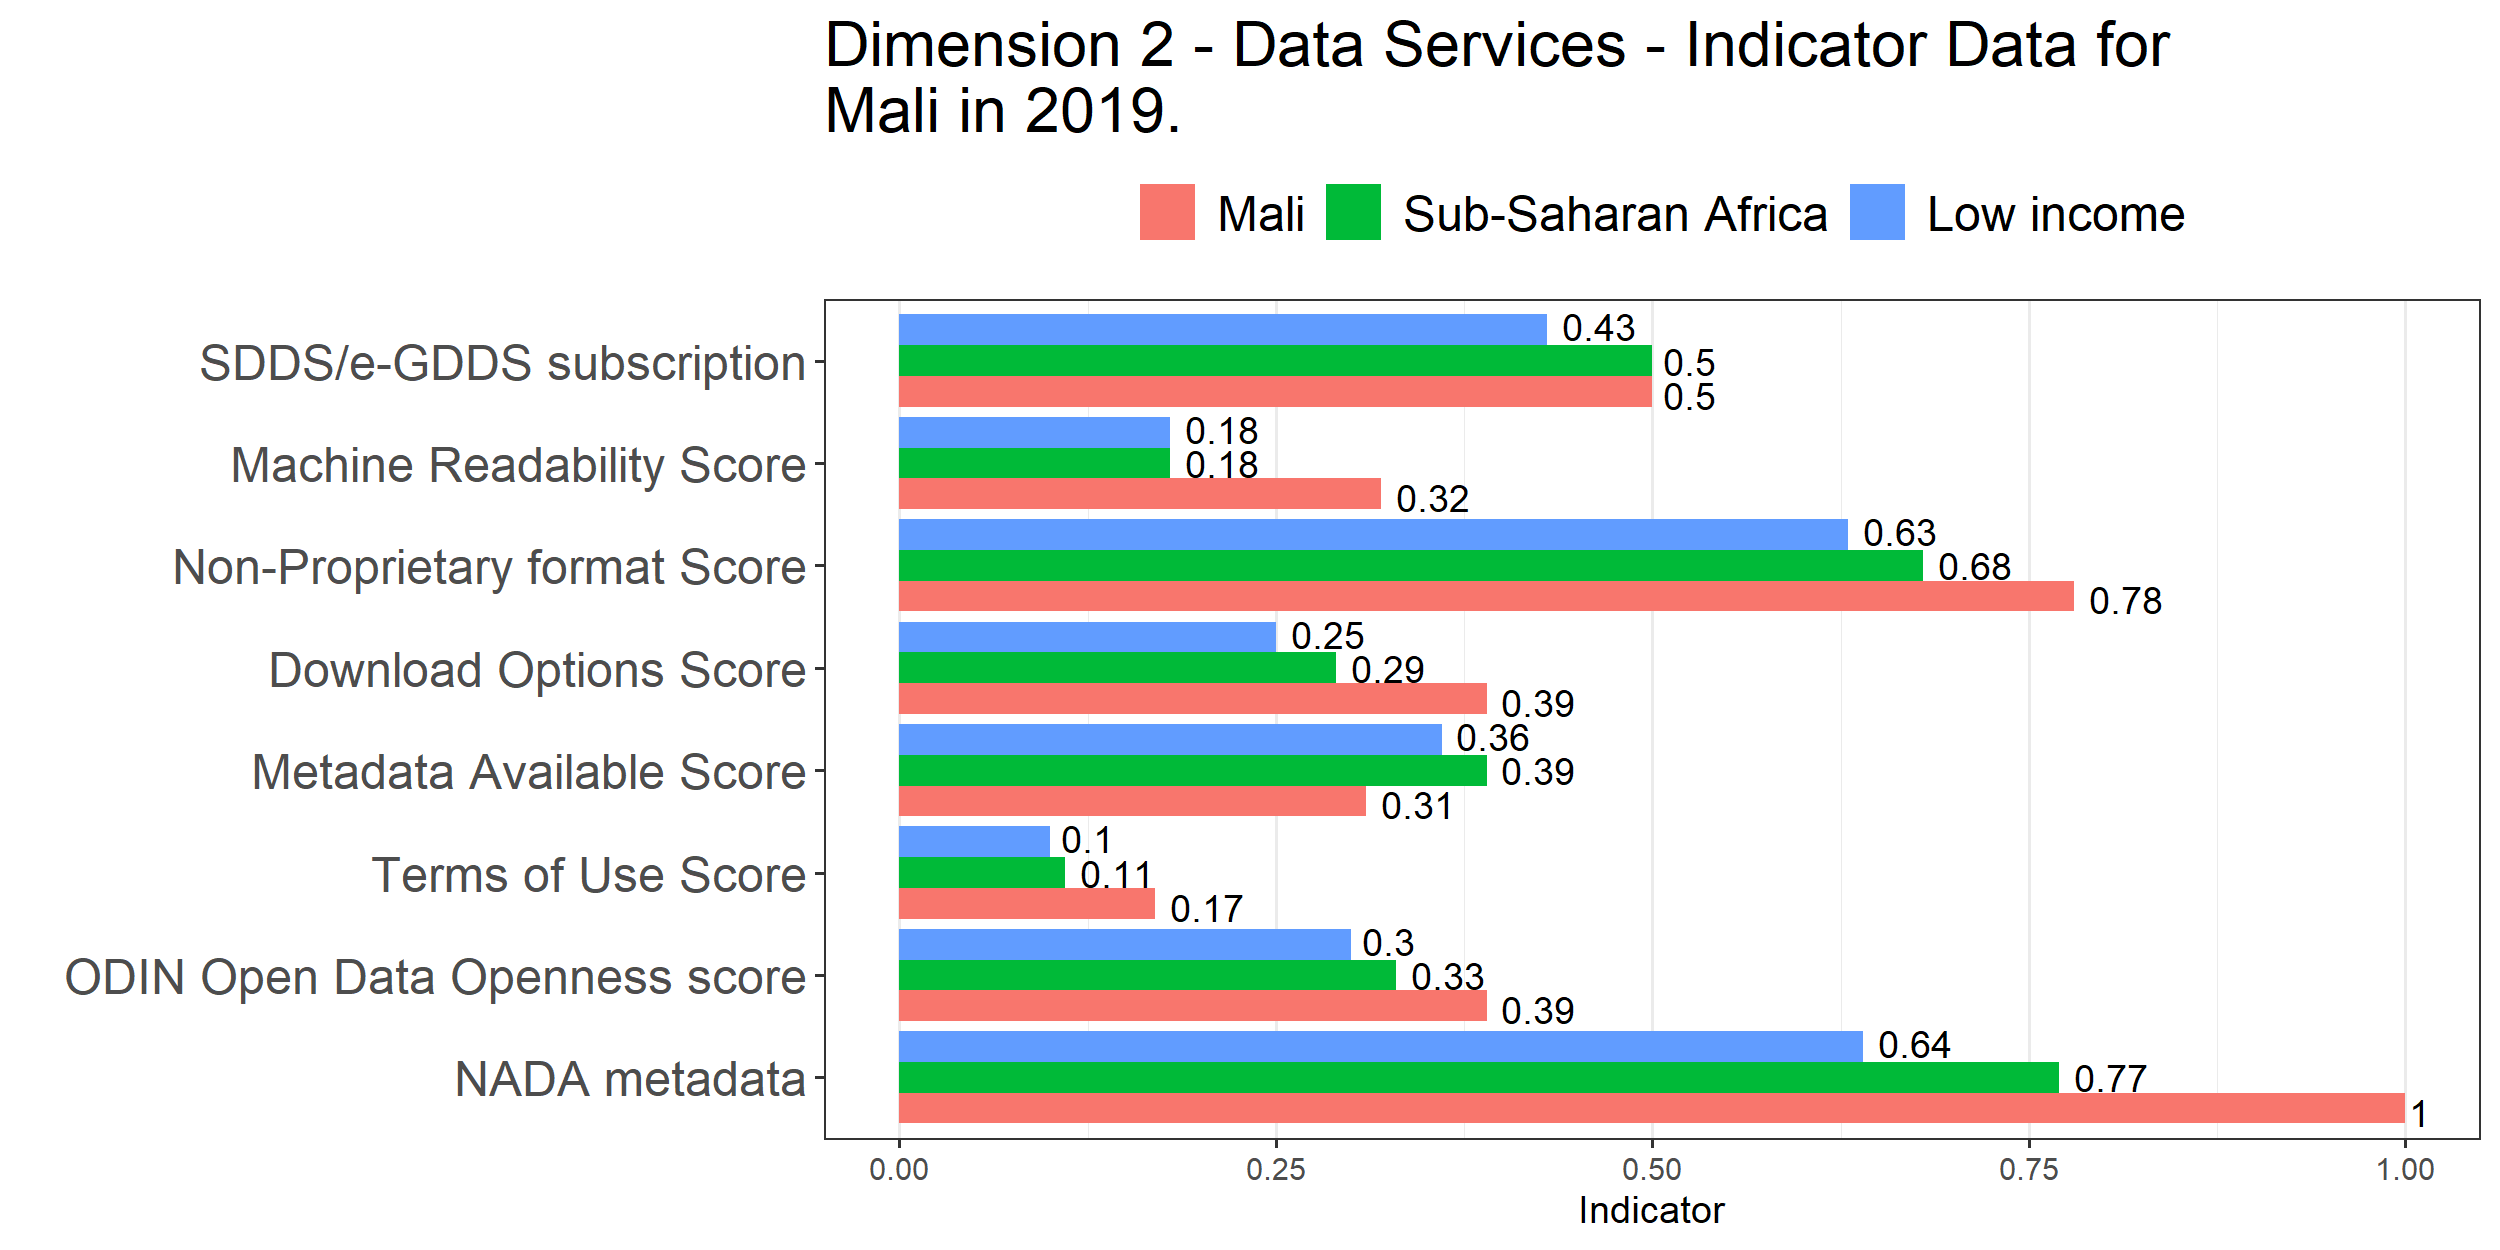 Dimension 2 - Data Services - Indicator Data for
Mali in 2019.
Mali Sub-Saharan Africa Low income
SDDS/e-GDDS subscription
0.43
0.5
0.5
Machine Readability Score
0.18
0.18
0.32
Non-Proprietary format Score
0.63
0.68
0.78
Download Options Score
0.25
0.29
0.39
Metadata Available Score
0.36
0.39
0.31
Terms of Use Score
0.1
0.11
0.17
ODIN Open Data Openness score
0.3
0.33
0.39
NADA metadata
0.64
0.77
1
0.00 0.25 0.50 0.75 1.00
Indicator